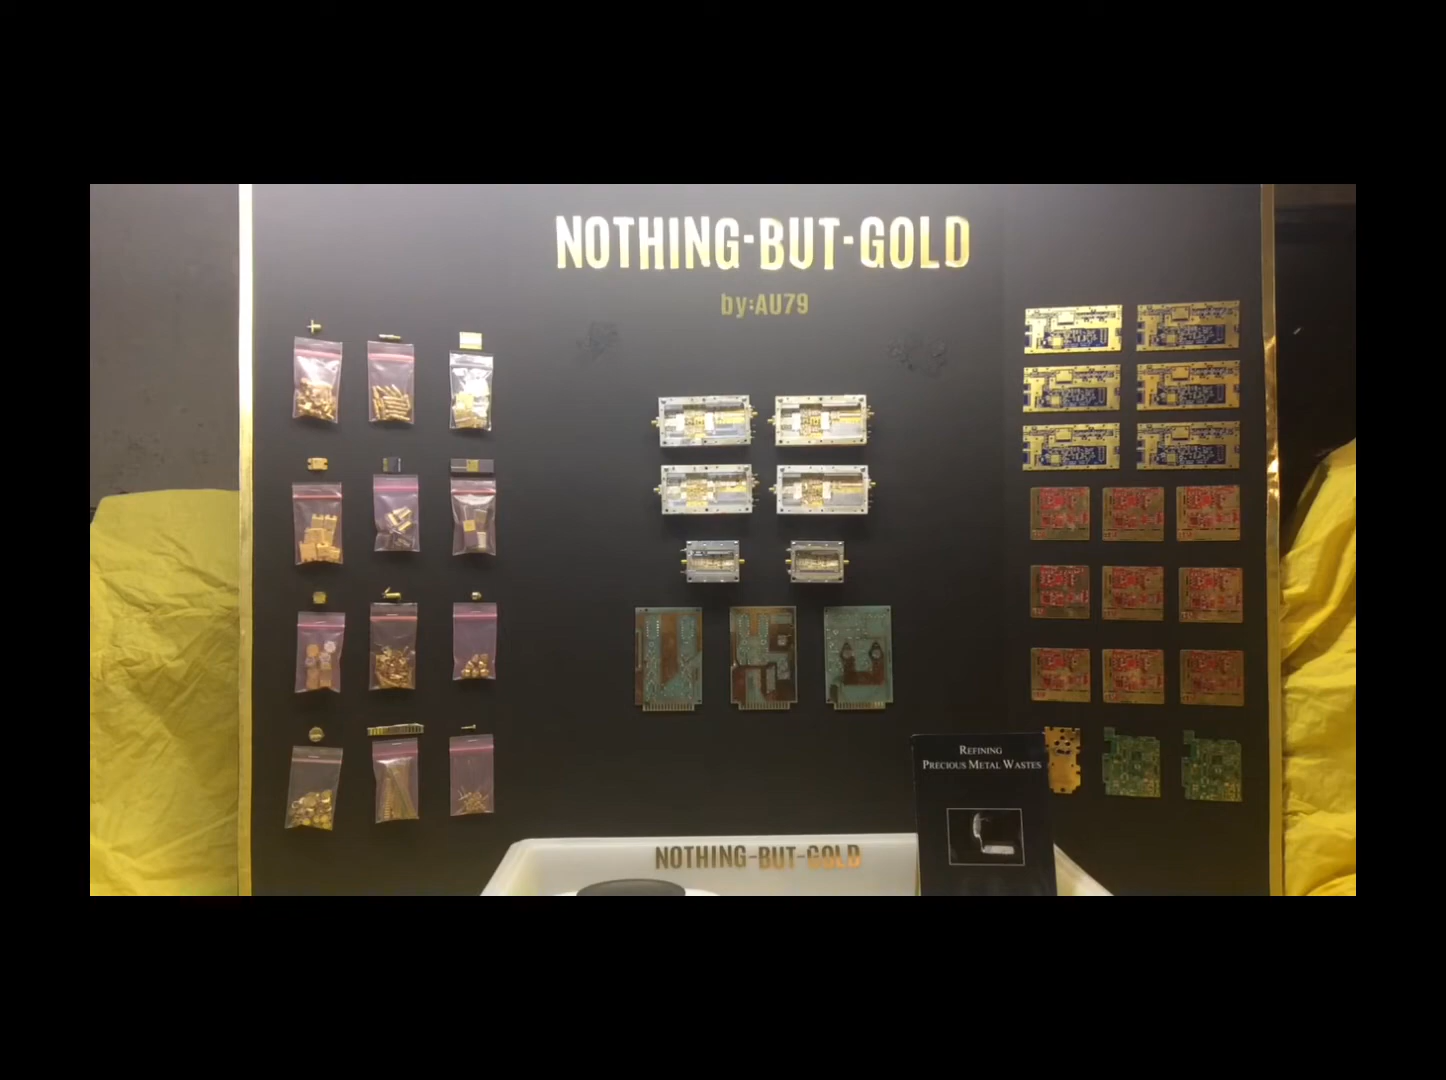 NOTHING-BUT-GOLD
by:AU79
REFINING
PRECIOUS METAL WASTES
NOTHING-BUT-GOLD